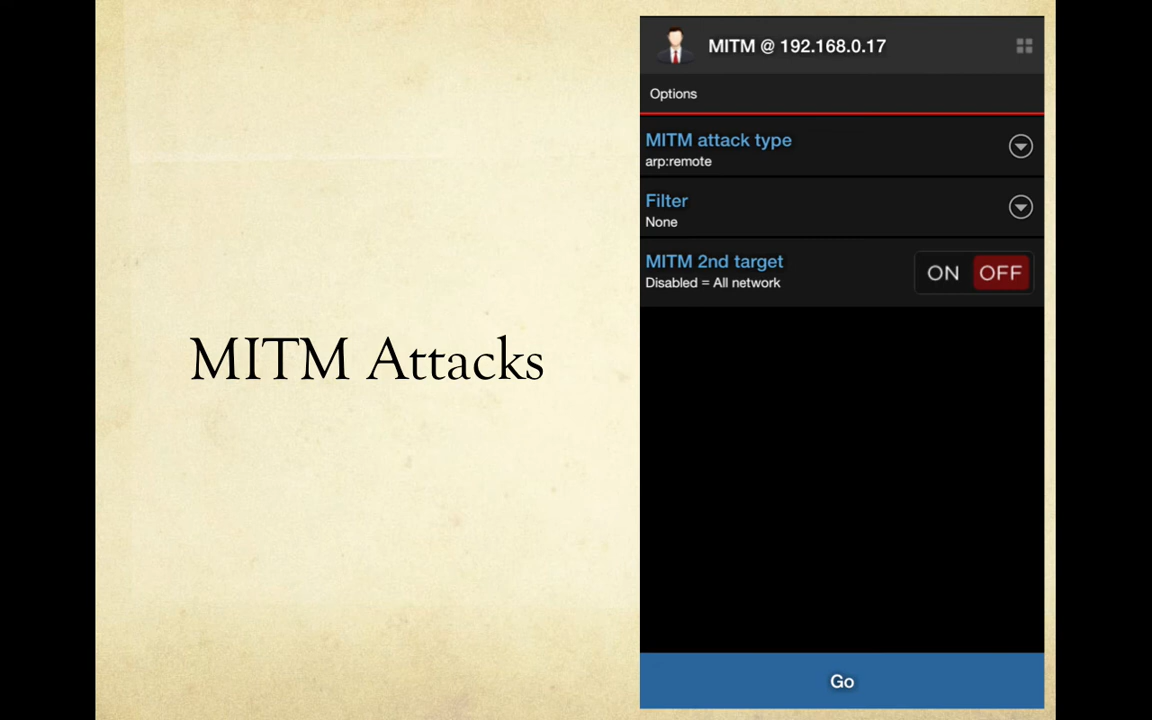 MITM Attacks
MITM @ 192.168.0.17
Options
MITM attack type
arp:remote
Filter
None
MITM 2nd target
Disabled = All network
ON OFF
Go